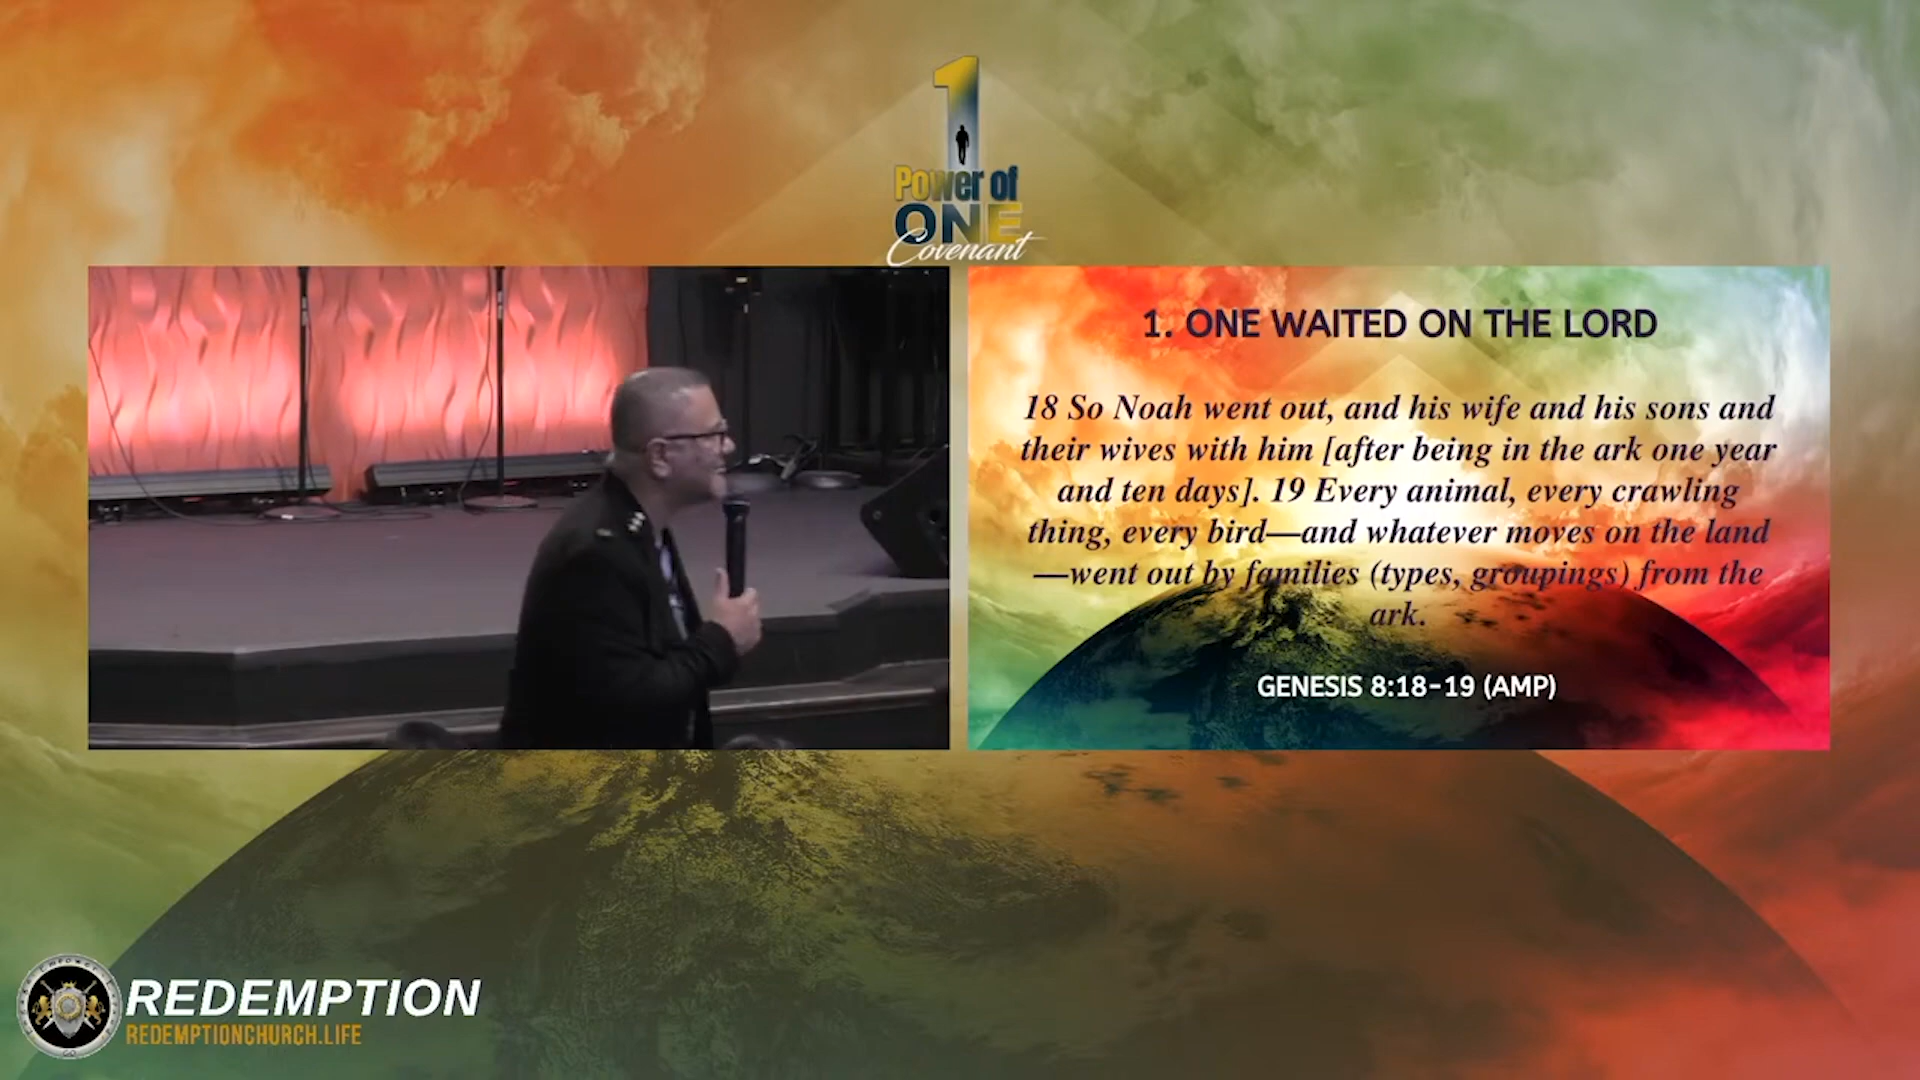 1
Power of
ONE
Covenant
1. ONE WAITED ON THE LORD
18 So Noah went out, and his wife and his sons and
their wives with him [after being in the ark one year
and ten days]. 19 Every animal, every crawling
thing, every bird—and whatever moves on the land
—went out by families (types, groupings) from the
ark.
GENESIS 8:18-19 (AMP)
REDEMPTION
REDEMPTIONCHURCH.LIFE